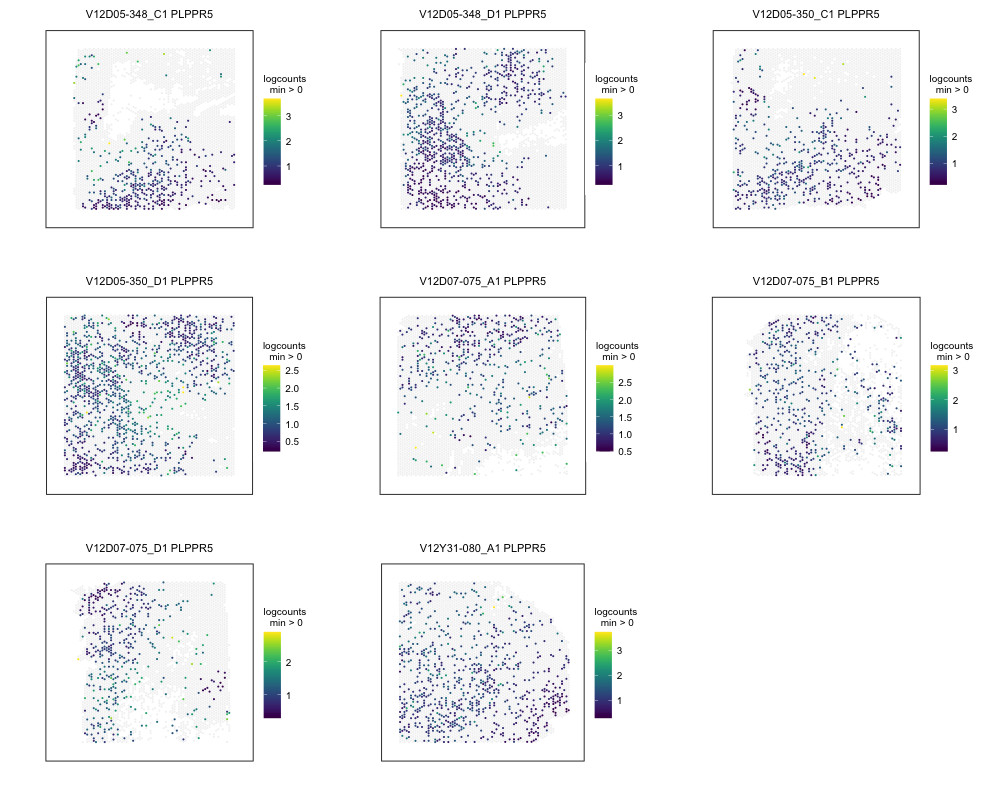 V12D05-348_C1 PLPPR5
logcounts
min > 0
3
2
1
V12D05-348_D1 PLPPR5
logcounts
min > 0
3
2
1
V12D05-350_C1 PLPPR5
logcounts
min > 0
3
2
1
V12D05-350_D1 PLPPR5
logcounts
min > 0
2.5
2.0
1.5
1.0
0.5
V12D07-075_A1 PLPPR5
logcounts
min > 0
2.5
2.0
1.5
1.0
0.5
V12D07-075_B1 PLPPR5
logcounts
min > 0
3
2
1
V12D07-075_D1 PLPPR5
logcounts
min > 0
2
1
V12Y31-080_A1 PLPPR5
logcounts
min > 0
3
2
1